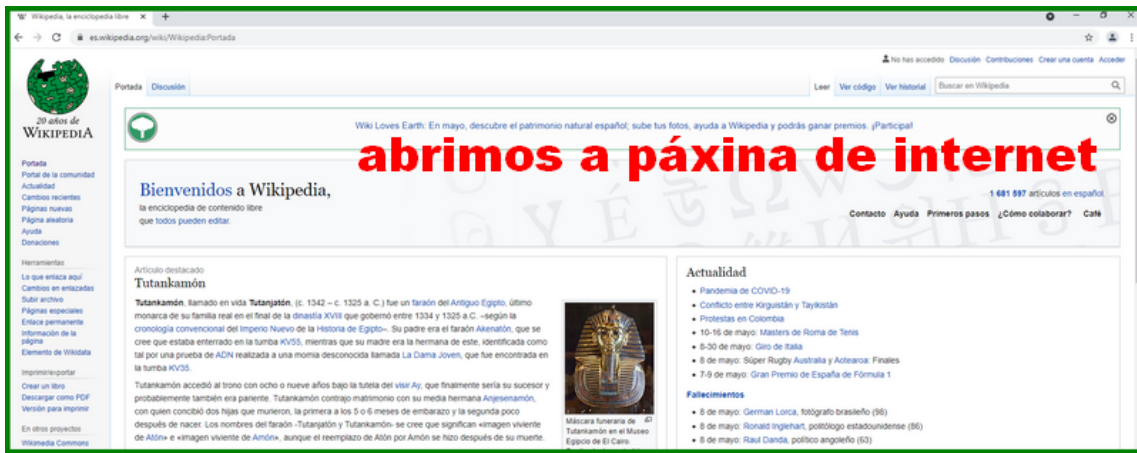 Wikipedia, la enciclopedia libre
es.wikipedia.org/wiki/Wikipedia:Portada
No has accedido Discusión Contribuciones Crear una cuenta Acceder
Portada Discusión
Leer Ver código Ver historial Buscar en Wikipedia
20 años de
WIKIPEDIA
Wiki Loves Earth: En mayo, descubre el patrimonio natural español; sube tus fotos, ayuda a Wikipedia y podrás ganar premios. ¡Participa!
abrimos a páxina de internet
Portada
Portal de la comunidad
Actualidad
Cambios recientes
Páginas nuevas
Página aleatoria
Ayuda
Donaciones
Herramientas
Lo que enlaza aquí
Cambios en enlazadas
Subir archivo
Páginas especiales
Enlace permanente
Información de la
página
Elemento de Wikidata
Imprimir/exportar
Crear un libro
Descargar como PDF
Versión para imprimir
En otros proyectos
Wikimedia Commons
Bienvenidos a Wikipedia,
la enciclopedia de contenido libre
que todos pueden editar.
1 681 597 artículos en español.
Contacto Ayuda Primeros pasos ¿Cómo colaborar? Café
Artículo destacado
Tutankamón
Tutankamón, llamado en vida Tutanjatón, (c. 1342 – c. 1325 a. C.) fue un faraón del Antiguo Egipto, último
monarca de su familia real en el final de la dinastía XVIII que gobernó entre 1334 y 1325 a.C. –según la
cronología convencional del Imperio Nuevo de la Historia de Egipto–. Su padre era el faraón Akenatón, que se
cree que estaba enterrado en la tumba KV55, mientras que su madre era la hermana de este, identificada como
tal por una prueba de ADN realizada a una momia desconocida llamada La Dama Joven, que fue encontrada en
la tumba KV35.
Tutankamón accedió al trono con ocho o nueve años bajo la tutela del visir Ay, que finalmente sería su sucesor y
probablemente también era pariente. Tutankamón contrajo matrimonio con su media hermana Anjesenamón,
con quien concibió dos hijas que murieron, la primera a los 5 o 6 meses de embarazo y la segunda poco
después de nacer. Los nombres del faraón -Tutanjatón y Tutankamón- se cree que significan «imagen viviente
de Atón» e «imagen viviente de Amón», aunque el reemplazo de Atón por Amón se hizo después de su muerte.
Máscara funeraria de
Tutankamón en el Museo
Egipcio de El Cairo.
Actualidad
Pandemia de COVID-19
Conflicto entre Kirguistán y Tayikistán
Protestas en Colombia
10-16 de mayo: Masters de Roma de Tenis
8-30 de mayo: Giro de Italia
8 de mayo: Súper Rugby Australia y Aotearoa: Finales
7-9 de mayo: Gran Premio de España de Fórmula 1
Fallecimientos
8 de mayo: German Lorca, fotógrafo brasileño (98)
8 de mayo: Ronald Inglehart, politólogo estadounidense (86)
8 de mayo: Raul Danda, político angoleño (63)